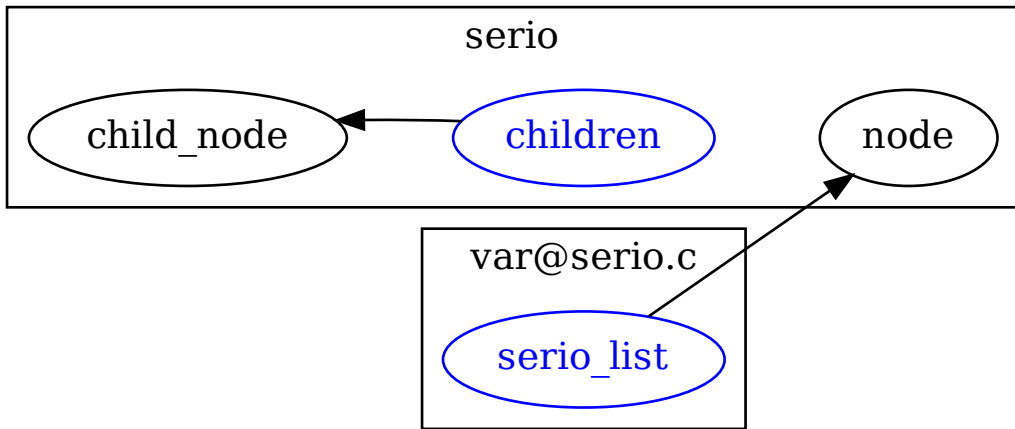 serio
child_node
children
node
var@serio.c
serio_list